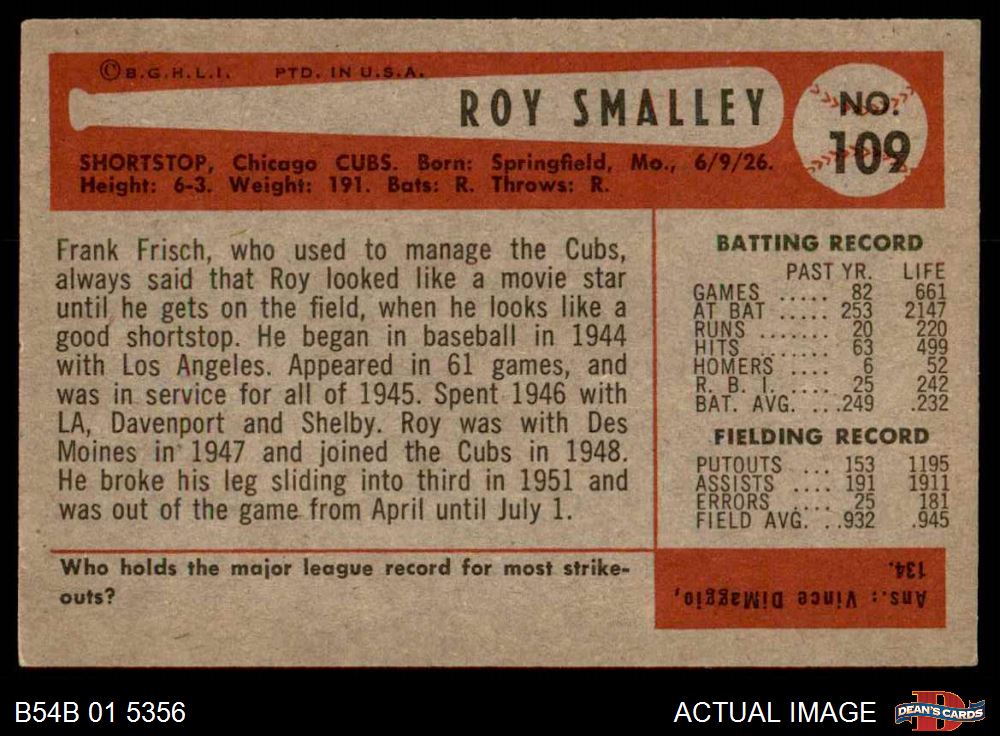 ©B.G.H.L.I. PTD. IN U.S.A.
ROY SMALLEY
NO.
109
SHORTSTOP, Chicago CUBS. Born: Springfield, Mo., 6/9/26.
Height: 6-3. Weight: 191. Bats: R. Throws: R.
Frank Frisch, who used to manage the Cubs,
always said that Roy looked like a movie star
until he gets on the field, when he looks like a
good shortstop. He began in baseball in 1944
with Los Angeles. Appeared in 61 games, and
was in service for all of 1945. Spent 1946 with
LA, Davenport and Shelby. Roy was with Des
Moines in 1947 and joined the Cubs in 1948.
He broke his leg sliding into third in 1951 and
was out of the game from April until July 1.
BATTING RECORD
PAST YR. LIFE
GAMES ..... 82 661
AT BAT ..... 253 2147
RUNS ....... 20 220
HITS ....... 63 499
HOMERS .... 6 52
R. B. I. ..... 25 242
BAT. AVG. ...249 .232
FIELDING RECORD
PUTOUTS ... 153 1195
ASSISTS .... 191 1911
ERRORS ..... 25 181
FIELD AVG. ..932 .945
Who holds the major league record for most strike-
outs?
Ans.: Vince DiMaggio,
134.
B54B 01 5356
ACTUAL IMAGE
D
DEAN'S CARDS